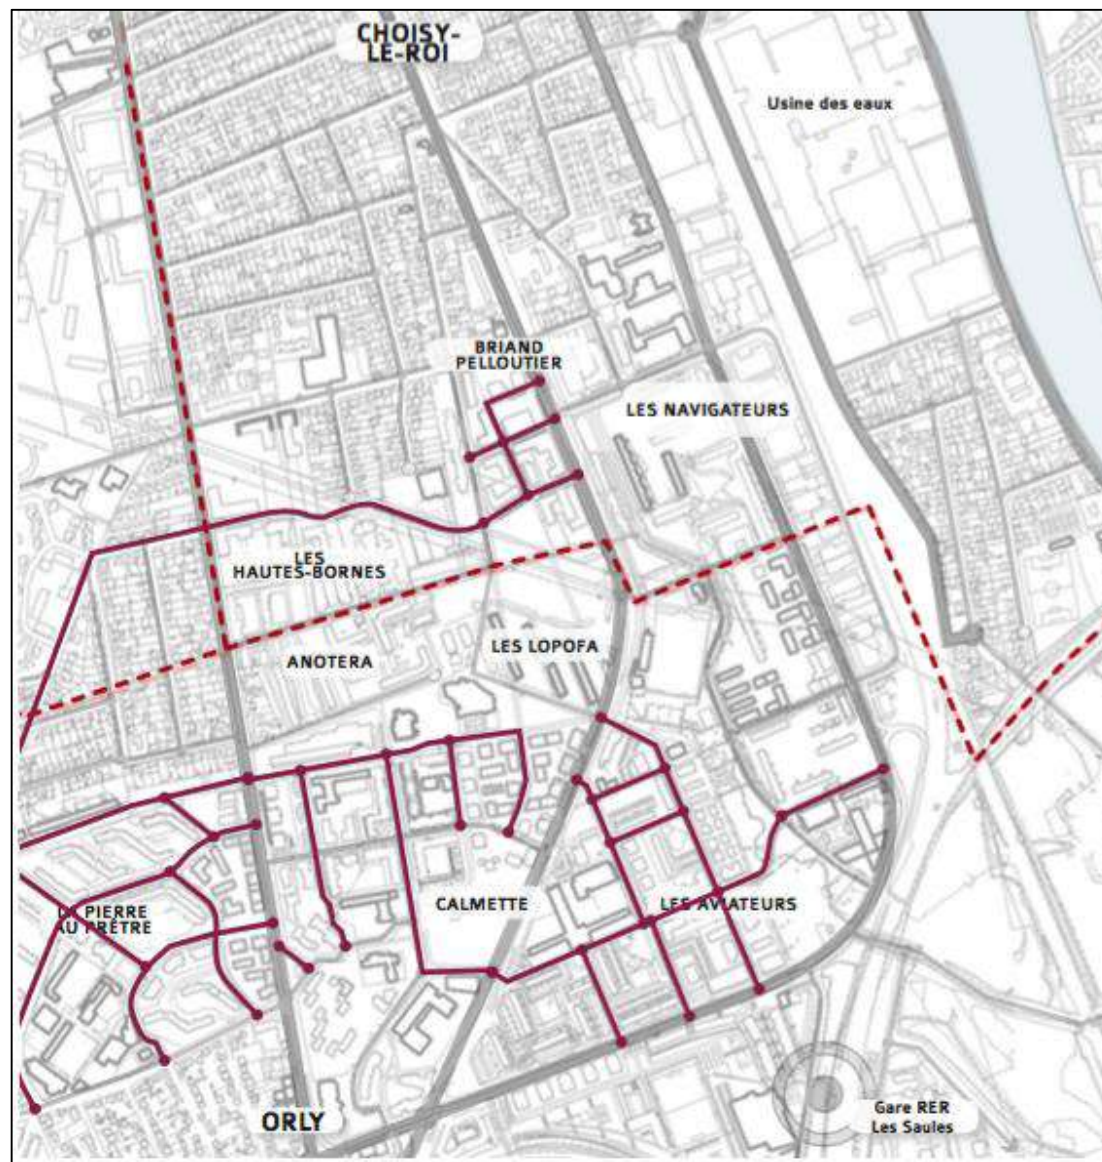 CHOISY-
LE-ROI
Usine des eaux
BRIAND
PELLOUTIER
LES NAVIGATEURS
LES
HAUTES-BORNES
ANOTERA
LES LOPOFA
LA PIERRE
AU PRÊTRE
CALMETTE
LES AVIATEURS
ORLY
Gare RER
Les Saules